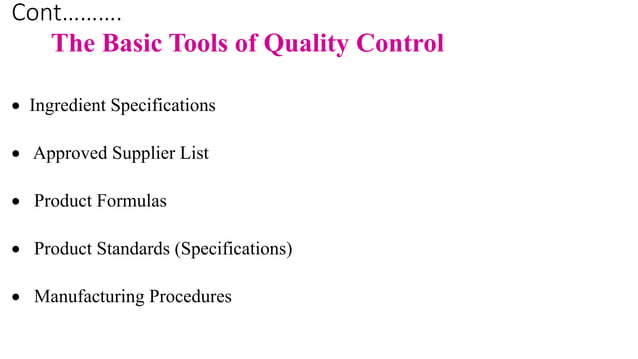 Cont……….
The Basic Tools of Quality Control
• Ingredient Specifications
• Approved Supplier List
• Product Formulas
• Product Standards (Specifications)
• Manufacturing Procedures